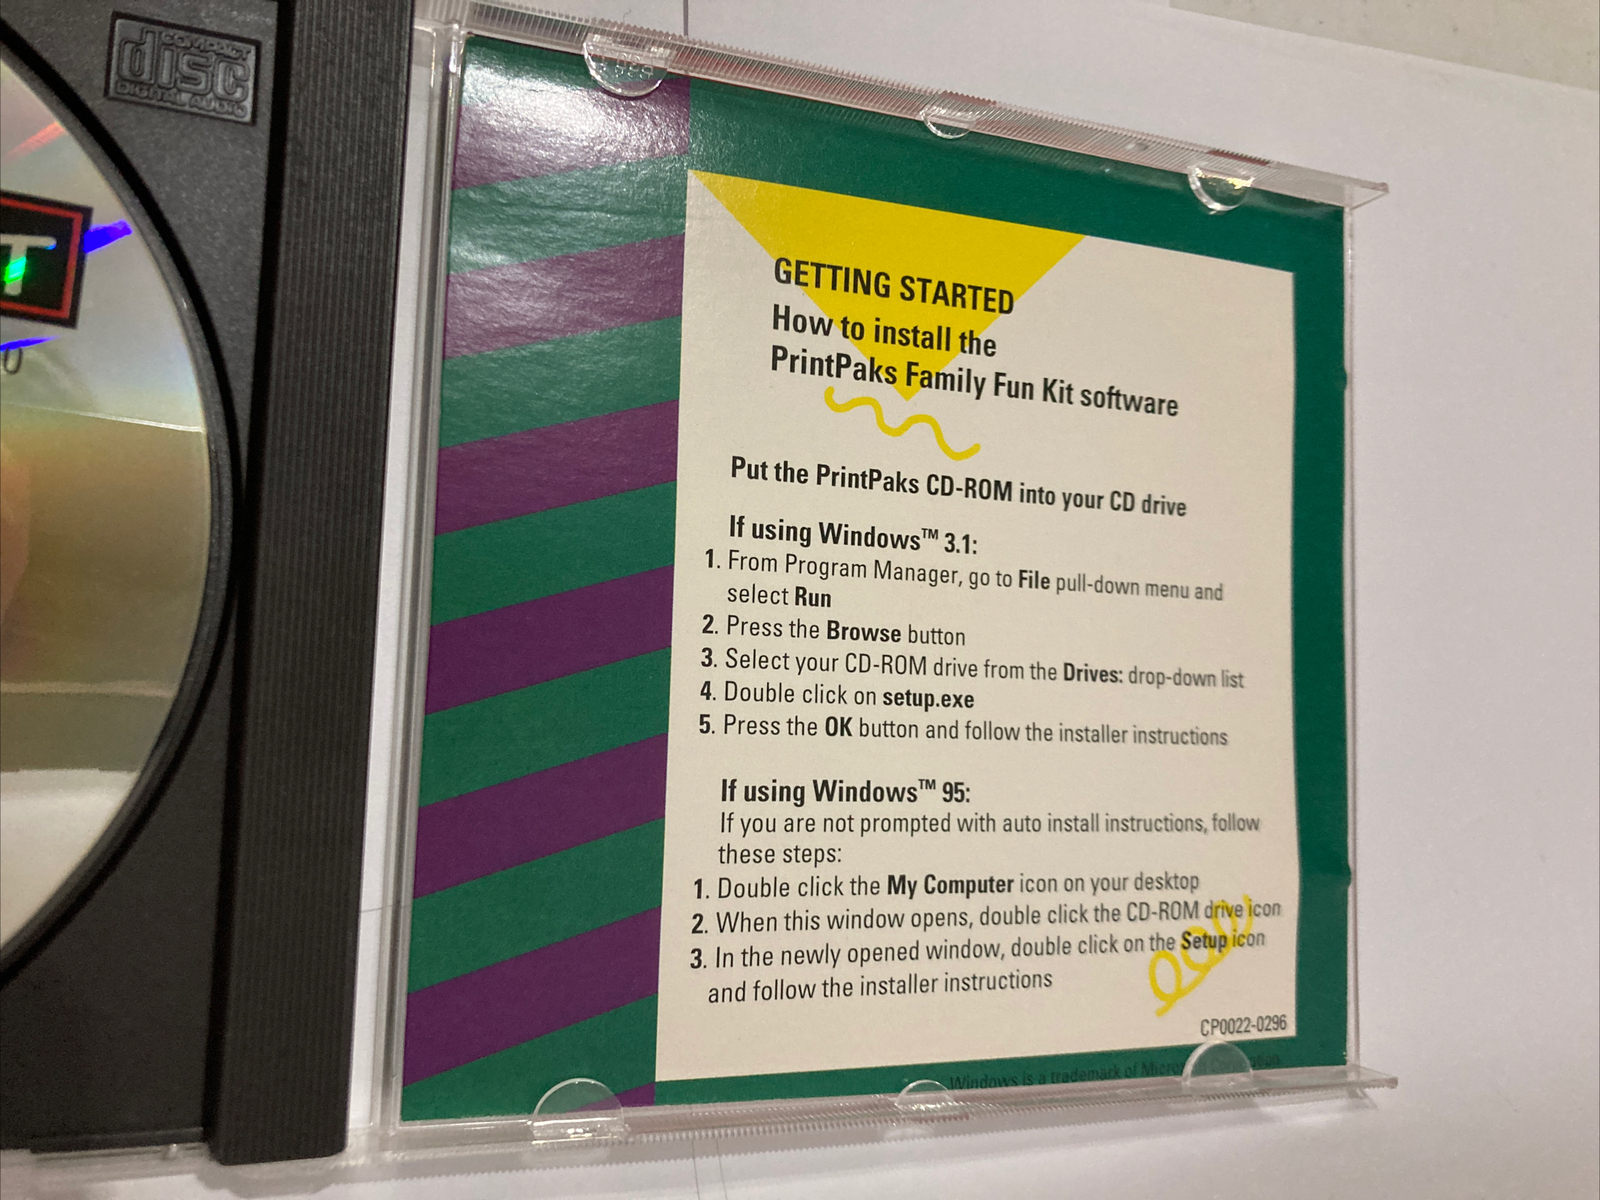 COMPACT
disc
DIGITAL AUDIO
T
GETTING STARTED
How to install the
PrintPaks Family Fun Kit software
Put the PrintPaks CD-ROM into your CD drive
If using Windows™ 3.1:
1. From Program Manager, go to File pull-down menu and
select Run
2. Press the Browse button
3. Select your CD-ROM drive from the Drives: drop-down list
4. Double click on setup.exe
5. Press the OK button and follow the installer instructions
If using Windows™ 95:
If you are not prompted with auto install instructions, follow
these steps:
1. Double click the My Computer icon on your desktop
2. When this window opens, double click the CD-ROM drive icon
3. In the newly opened window, double click on the Setup icon
and follow the installer instructions
CP0022-0296
Windows is a trademark of Microsoft Corporation